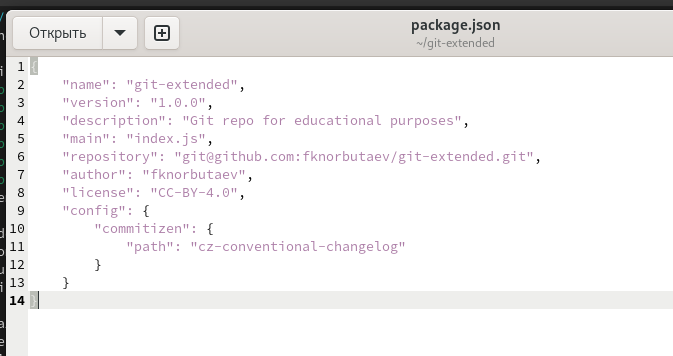 Открыть
package.json
~/git-extended
1 {
2 "name": "git-extended",
3 "version": "1.0.0",
4 "description": "Git repo for educational purposes",
5 "main": "index.js",
6 "repository": "git@github.com:fknorbutaev/git-extended.git",
7 "author": "fknorbutaev",
8 "license": "CC-BY-4.0",
9 "config": {
10 "commitizen": {
11 "path": "cz-conventional-changelog"
12 }
13 }
14 }